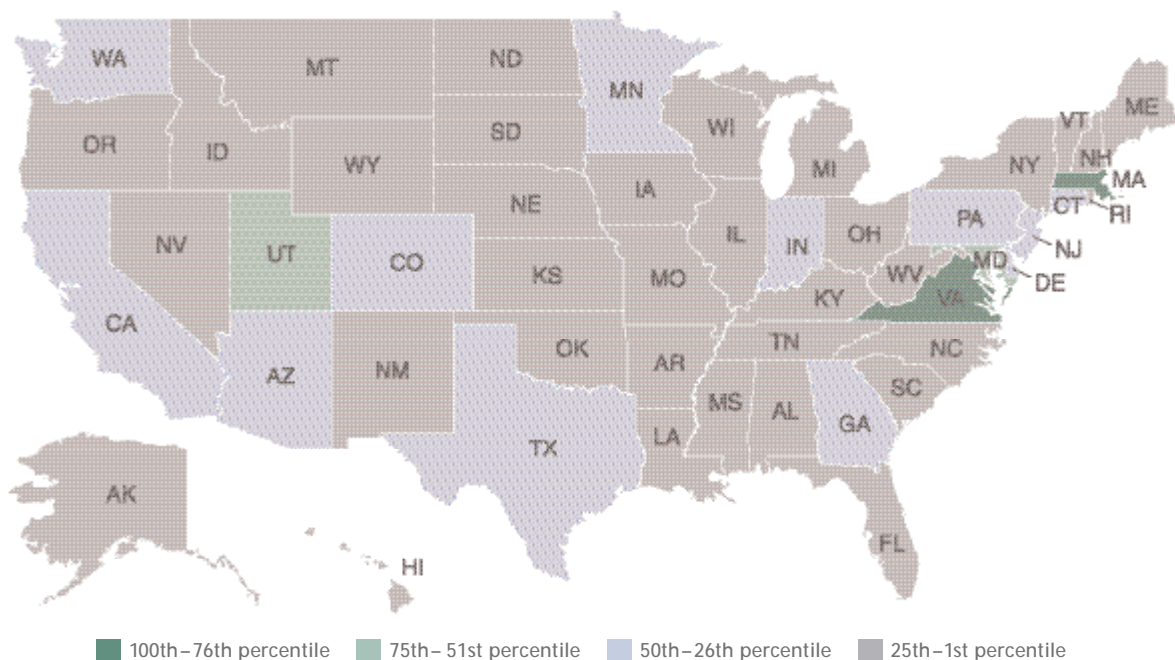 WA
MT
ND
MN
OR
ID
WY
SD
WI
MI
NY
VT
NH
ME
MA
CT
RI
NV
UT
CO
NE
IA
IL
IN
OH
PA
NJ
MD
DE
WV
VA
CA
KS
MO
KY
AZ
NM
OK
AR
TN
NC
SC
MS
AL
GA
TX
LA
FL
AK
HI
100th–76th percentile
75th–51st percentile
50th–26th percentile
25th–1st percentile